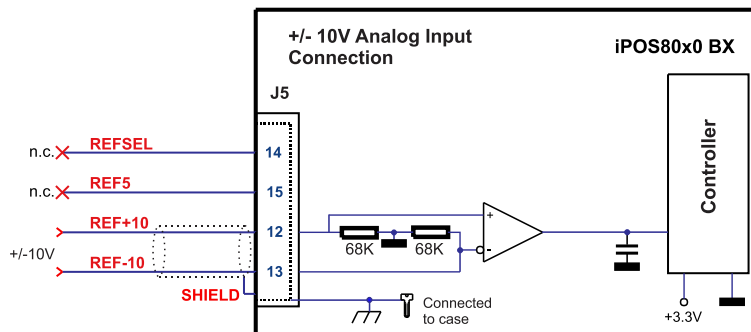 +/- 10V Analog Input
Connection
iPOS80x0 BX
J5
n.c.
REFSEL
14
n.c.
REF5
15
REF+10
12
+/-10V
REF-10
13
SHIELD
68K
68K
+
-
Controller
Connected
to case
+3.3V